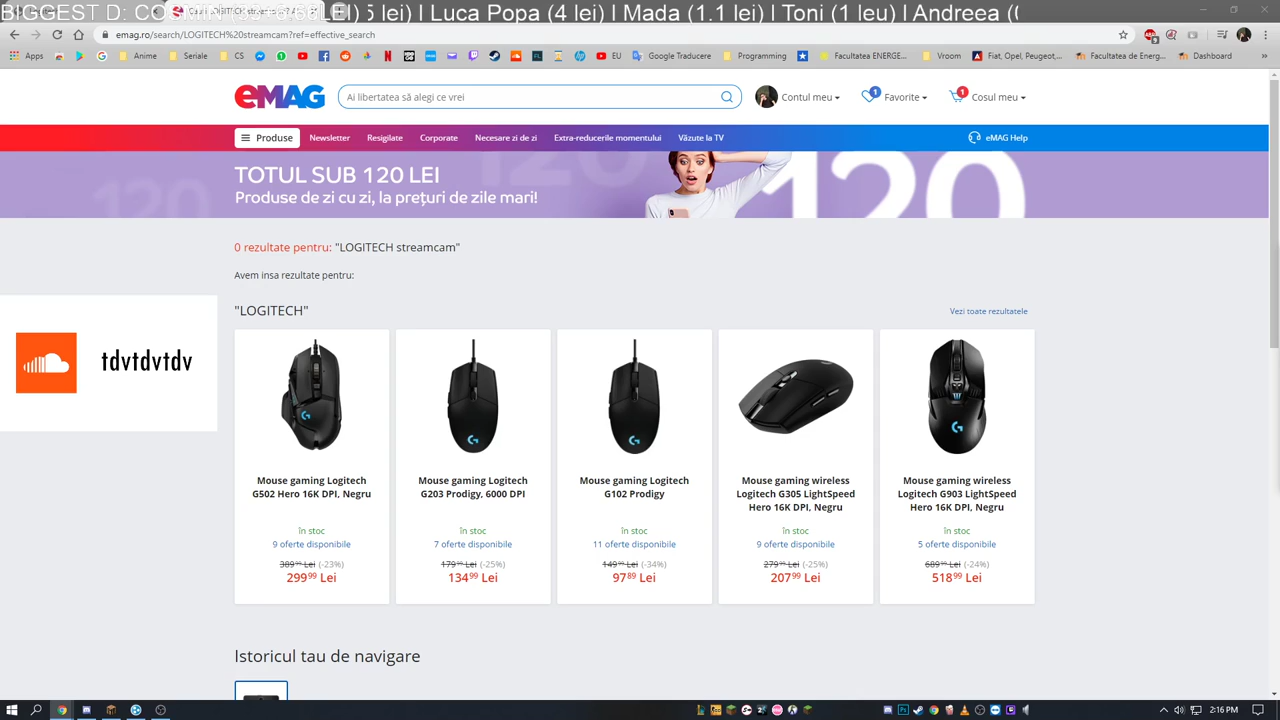 BIGGEST D: COSMIN (33+6.66LEI) 5 lei) | Luca Popa (4 lei) | Mada (1.1 lei) | Toni (1 leu) | Andreea (
emag.ro/search/LOGITECH%20streamcam?ref=effective_search
Apps
Anime
Seriale
CS
EU
Google Traducere
Programming
Facultatea ENERGE...
Vroom
Fiat, Opel, Peugeot,...
Facultatea de Energ...
Dashboard
»
eMAG
Ai libertatea să alegi ce vrei
Contul meu
1
Favorite
1
Cosul meu
Produse
Newsletter
Resigilate
Corporate
Necesare zi de zi
Extra-reducerile momentului
Văzute la TV
eMAG Help
TOTUL SUB 120 LEI
Produse de zi cu zi, la prețuri de zile mari!
120
0 rezultate pentru: "LOGITECH streamcam"
Avem insa rezultate pentru:
"LOGITECH"
Vezi toate rezultatele
tdvtdvtdv
Mouse gaming Logitech
G502 Hero 16K DPI, Negru
în stoc
9 oferte disponibile
389⁹⁹ Lei (-23%)
299⁹⁹ Lei
Mouse gaming Logitech
G203 Prodigy, 6000 DPI
în stoc
7 oferte disponibile
179⁹⁹ Lei (-25%)
134⁹⁹ Lei
Mouse gaming Logitech
G102 Prodigy
în stoc
11 oferte disponibile
149⁹⁹ Lei (-34%)
97⁸⁹ Lei
Mouse gaming wireless
Logitech G305 LightSpeed
Hero 16K DPI, Negru
în stoc
9 oferte disponibile
279⁹⁹ Lei (-25%)
207⁹⁹ Lei
Mouse gaming wireless
Logitech G903 LightSpeed
Hero 16K DPI, Negru
în stoc
5 oferte disponibile
689⁹⁹ Lei (-24%)
518⁹⁹ Lei
Istoricul tau de navigare
2:16 PM